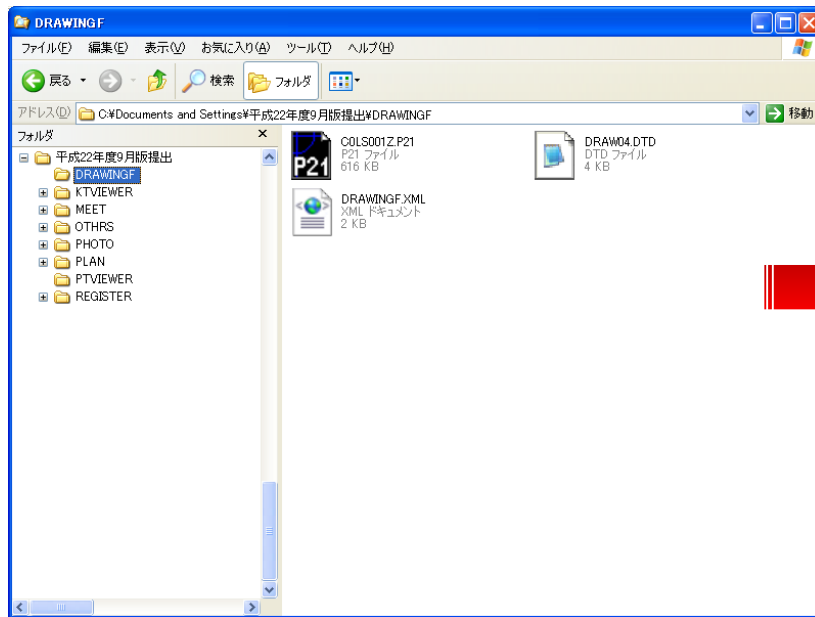 DRAWINGF
ファイル(F) 編集(E) 表示(V) お気に入り(A) ツール(T) ヘルプ(H)
戻る 検索 フォルダ
アドレス(D) C:¥Documents and Settings¥平成22年度9月版提出¥DRAWINGF 移動
フォルダ
平成22年度9月版提出
DRAWINGF
KTVIEWER
MEET
OTHRS
PHOTO
PLAN
PTVIEWER
REGISTER
P21
C0LS001Z.P21
P21 ファイル
616 KB
DRAW04.DTD
DTD ファイル
4 KB
DRAWINGF.XML
XML ドキュメント
2 KB